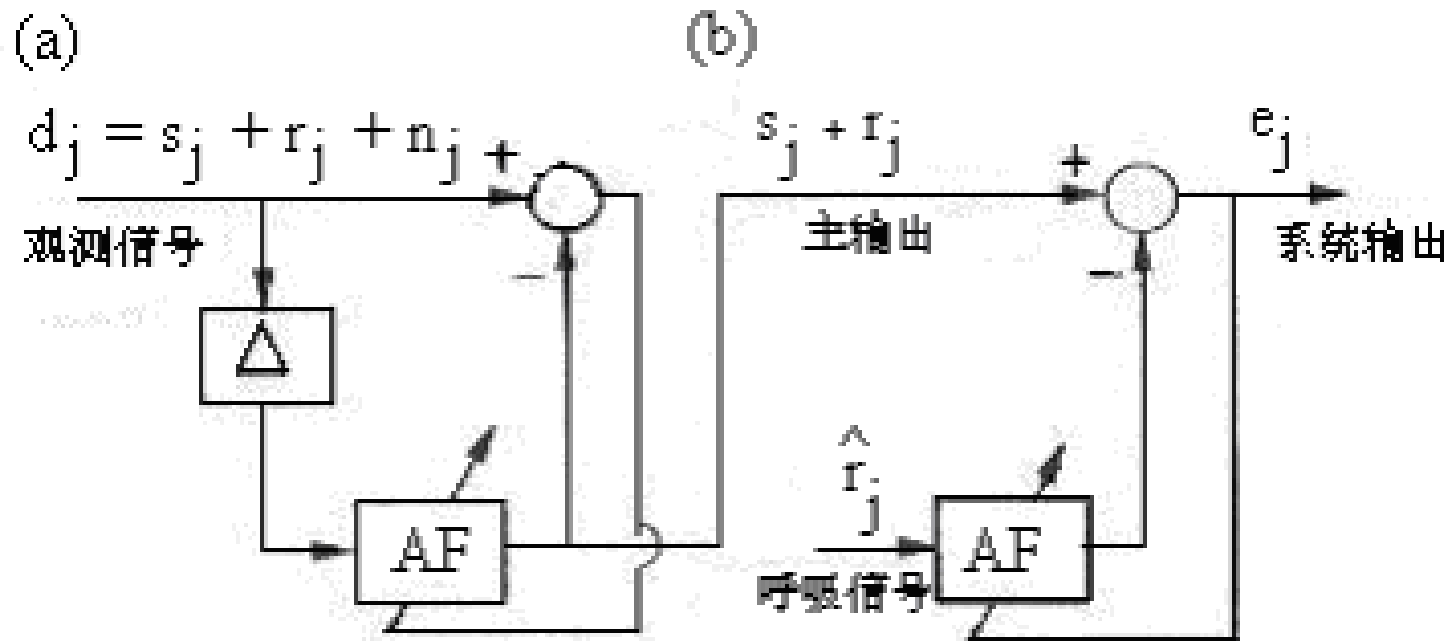 (a)
(b)
d_j = s_j + r_j + n_j
+
观测信号
−
△
AF
s_j + r_j
主输出
+
−
e_j
系统输出
r̂_j
呼吸信号
AF